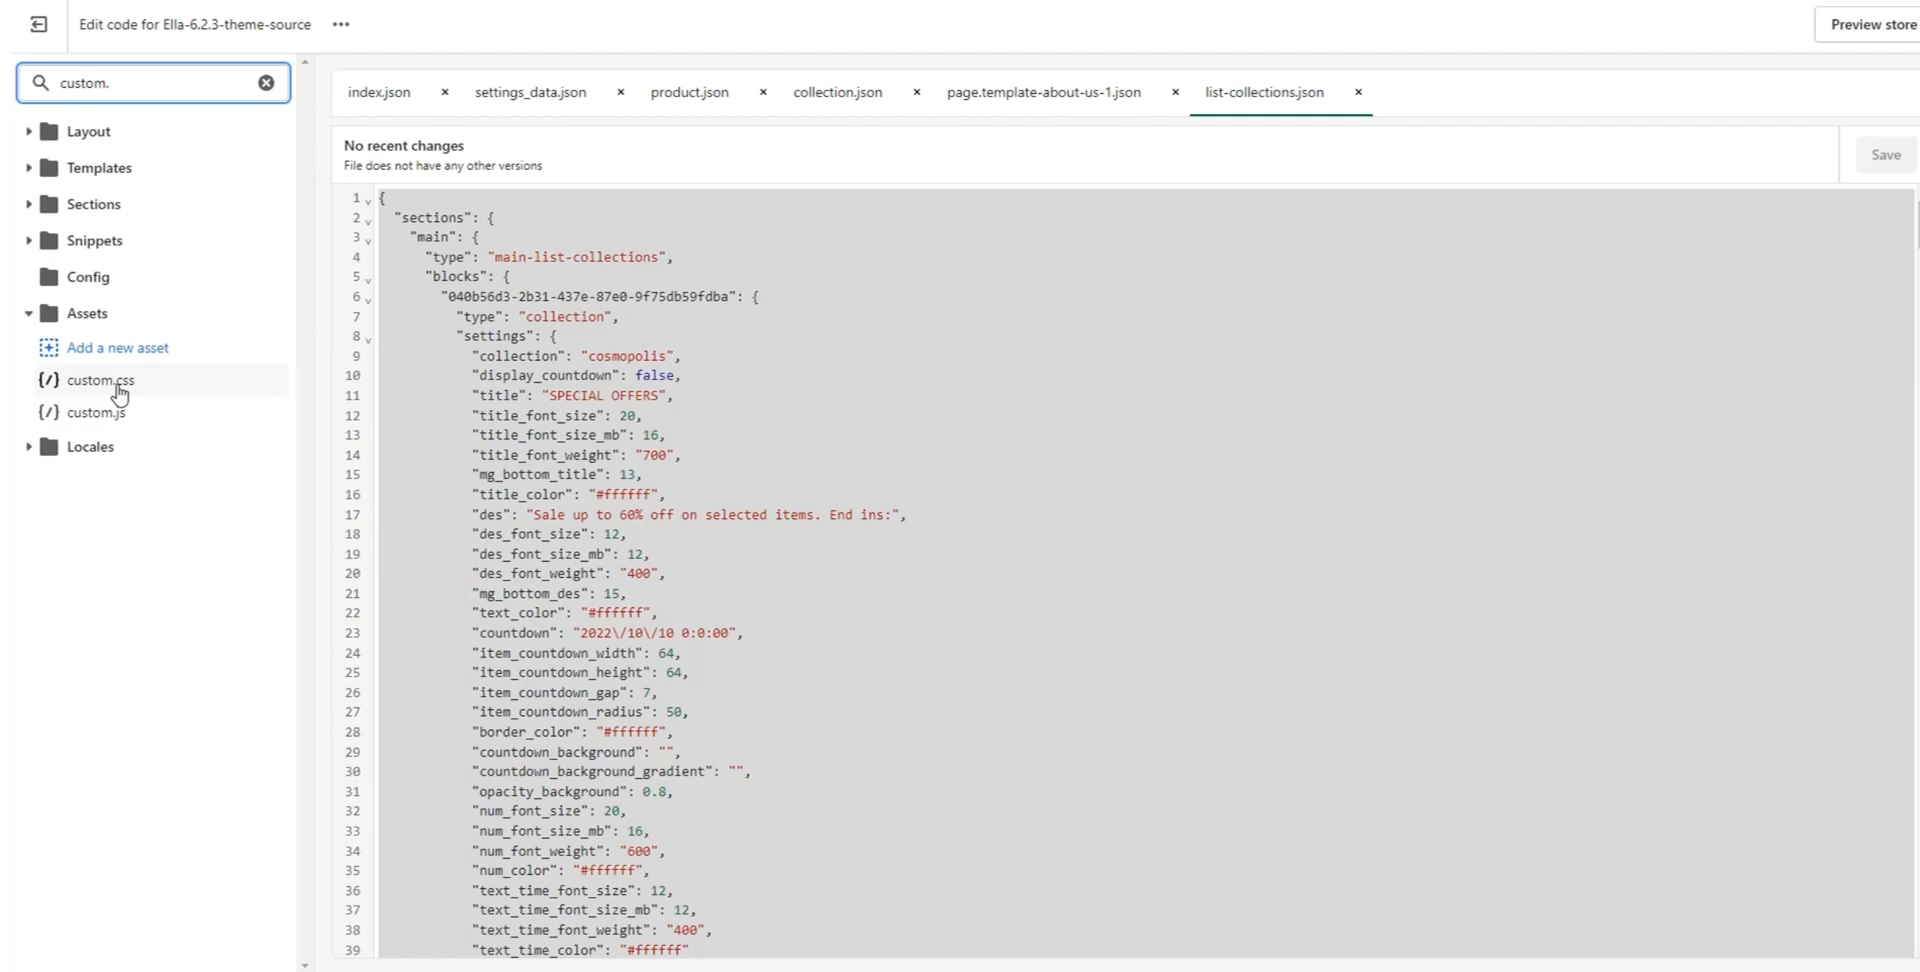 Edit code for Ella-6.2.3-theme-source •••
Preview store
custom.
Layout
Templates
Sections
Snippets
Config
Assets
Add a new asset
{/} custom.css
{/} custom.js
Locales
index.json × settings_data.json × product.json × collection.json × page.template-about-us-1.json × list-collections.json ×
No recent changes
File does not have any other versions
Save
1 {
2 "sections": {
3 "main": {
4 "type": "main-list-collections",
5 "blocks": {
6 "040b56d3-2b31-437e-87e0-9f75db59fdba": {
7 "type": "collection",
8 "settings": {
9 "collection": "cosmopolis",
10 "display_countdown": false,
11 "title": "SPECIAL OFFERS",
12 "title_font_size": 20,
13 "title_font_size_mb": 16,
14 "title_font_weight": "700",
15 "mg_bottom_title": 13,
16 "title_color": "#ffffff",
17 "des": "Sale up to 60% off on selected items. End ins:",
18 "des_font_size": 12,
19 "des_font_size_mb": 12,
20 "des_font_weight": "400",
21 "mg_bottom_des": 15,
22 "text_color": "#ffffff",
23 "countdown": "2022\/10\/10 0:0:00",
24 "item_countdown_width": 64,
25 "item_countdown_height": 64,
26 "item_countdown_gap": 7,
27 "item_countdown_radius": 50,
28 "border_color": "#ffffff",
29 "countdown_background": "",
30 "countdown_background_gradient": "",
31 "opacity_background": 0.8,
32 "num_font_size": 20,
33 "num_font_size_mb": 16,
34 "num_font_weight": "600",
35 "num_color": "#ffffff",
36 "text_time_font_size": 12,
37 "text_time_font_size_mb": 12,
38 "text_time_font_weight": "400",
39 "text_time_color": "#ffffff"